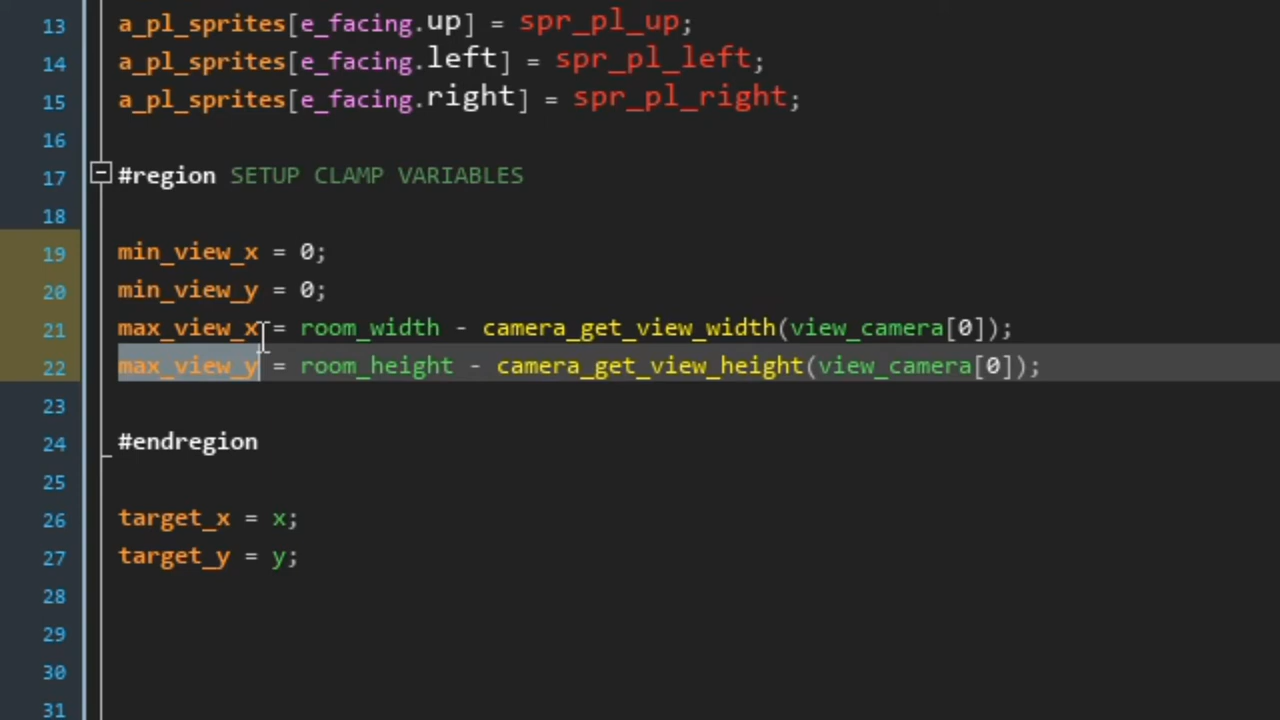 13 a_pl_sprites[e_facing.up] = spr_pl_up;
14 a_pl_sprites[e_facing.left] = spr_pl_left;
15 a_pl_sprites[e_facing.right] = spr_pl_right;
16
17 #region SETUP CLAMP VARIABLES
18
19 min_view_x = 0;
20 min_view_y = 0;
21 max_view_x = room_width - camera_get_view_width(view_camera[0]);
22 max_view_y = room_height - camera_get_view_height(view_camera[0]);
23
24 #endregion
25
26 target_x = x;
27 target_y = y;
28
29
30
31